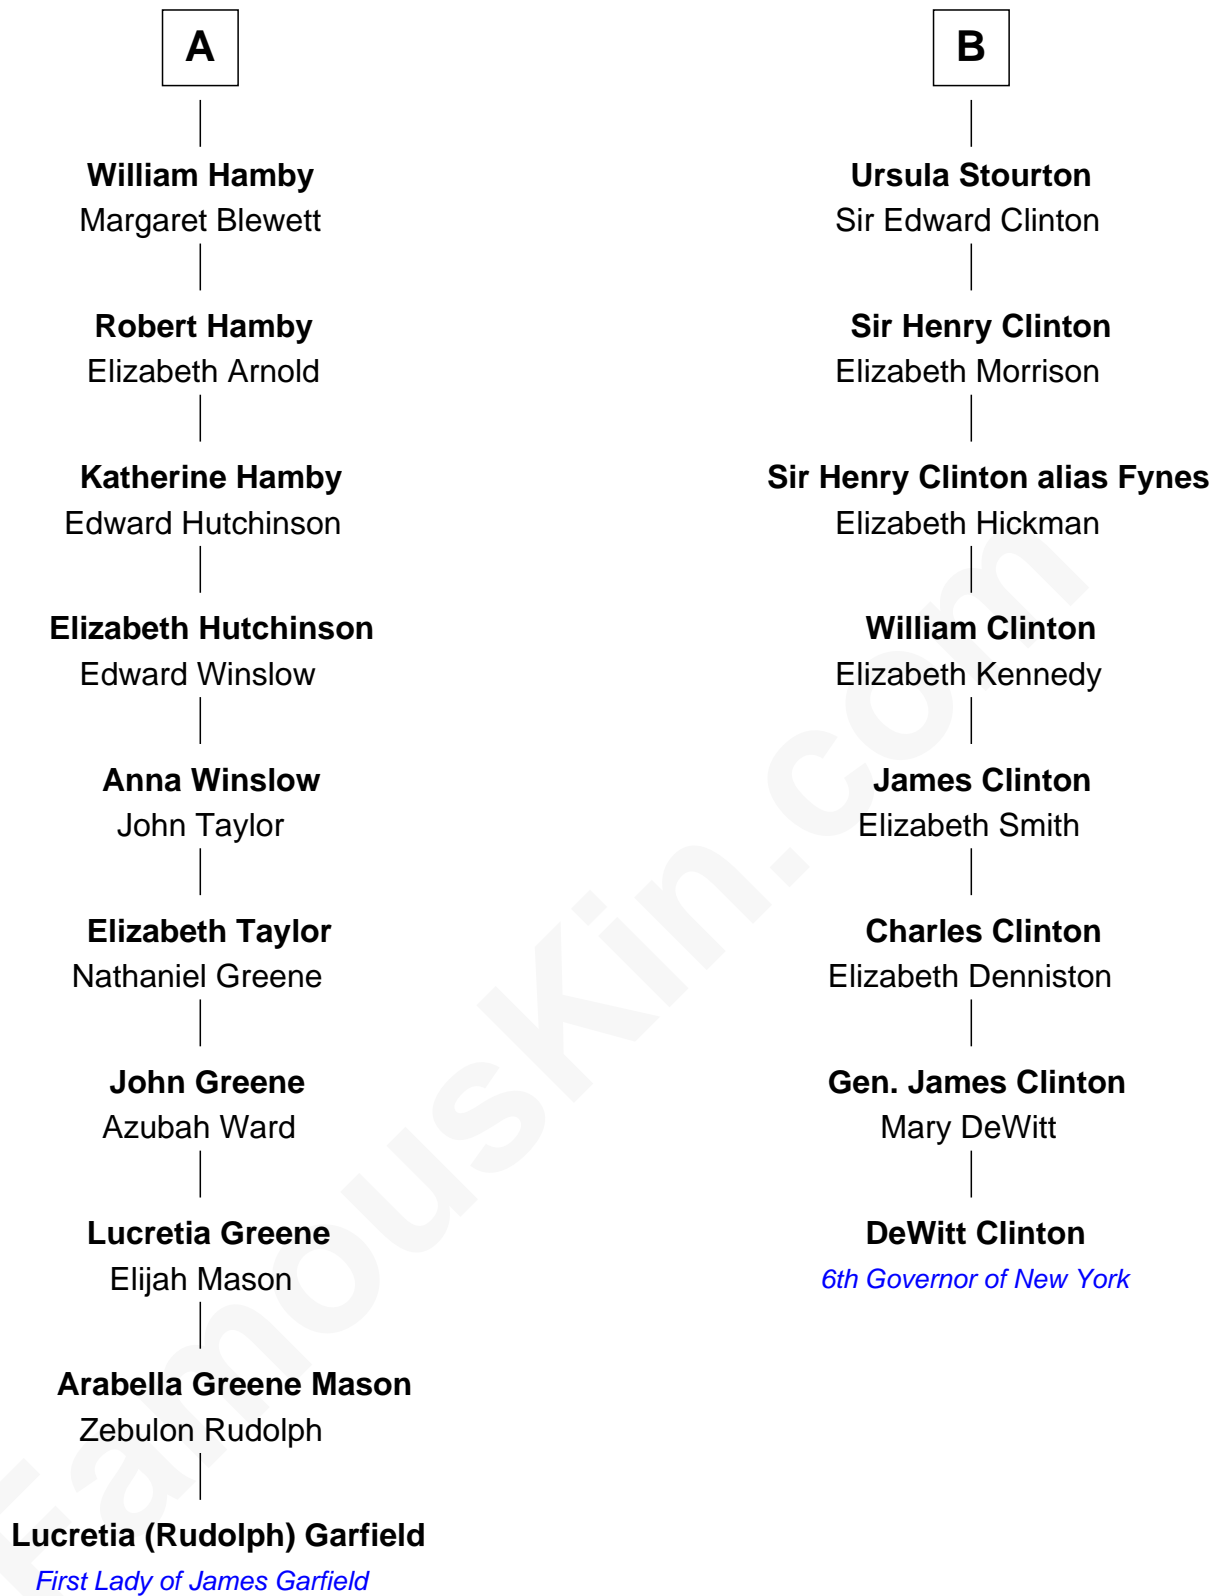 A
William Hamby
Margaret Blewett
Robert Hamby
Elizabeth Arnold
Katherine Hamby
Edward Hutchinson
Elizabeth Hutchinson
Edward Winslow
Anna Winslow
John Taylor
Elizabeth Taylor
Nathaniel Greene
John Greene
Azubah Ward
Lucretia Greene
Elijah Mason
Arabella Greene Mason
Zebulon Rudolph
Lucretia (Rudolph) Garfield
First Lady of James Garfield
B
Ursula Stourton
Sir Edward Clinton
Sir Henry Clinton
Elizabeth Morrison
Sir Henry Clinton alias Fynes
Elizabeth Hickman
William Clinton
Elizabeth Kennedy
James Clinton
Elizabeth Smith
Charles Clinton
Elizabeth Denniston
Gen. James Clinton
Mary DeWitt
DeWitt Clinton
6th Governor of New York
FamousKin.com